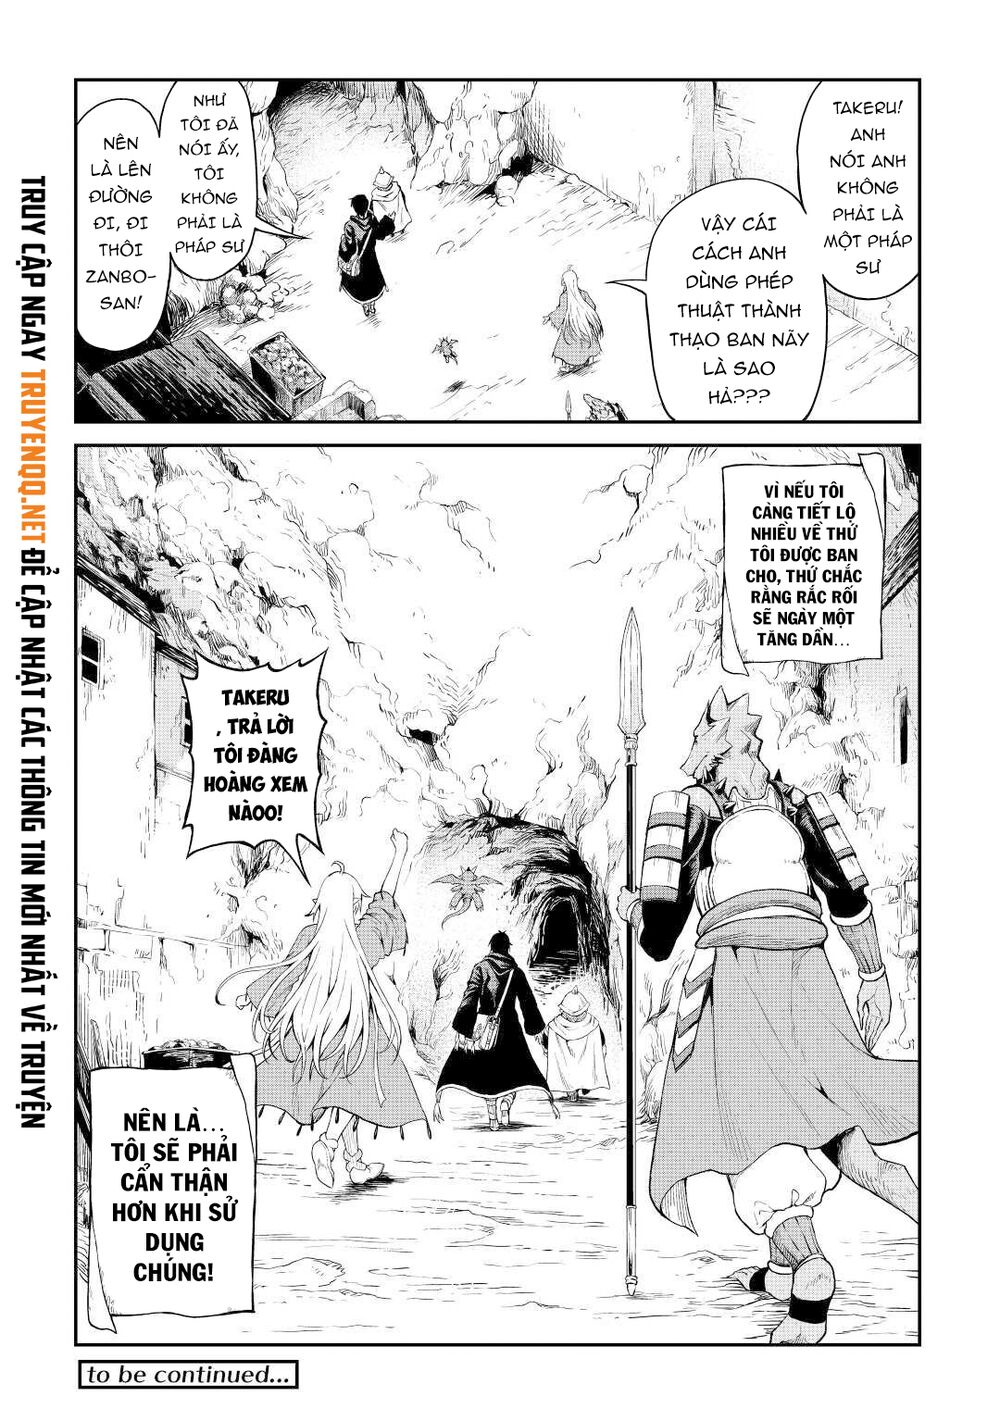 TAKERU!
ANH
NÓI ANH
KHÔNG
PHẢI LÀ
MỘT PHÁP
SƯ
VẬY CÁI
CÁCH ANH
DÙNG PHÉP
THUẬT THÀNH
THẠO BAN NÃY
LÀ SAO
HẢ???
NHƯ
TÔI ĐÃ
NÓI ẤY,
TÔI
KHÔNG
PHẢI LÀ
PHÁP SƯ
NÊN
LÀ LÊN
ĐƯỜNG
ĐI, ĐI
THÔI
ZANBO-
SAN!
VÌ NẾU TÔI
CÀNG TIẾT LỘ
NHIỀU VỀ THỨ
TÔI ĐƯỢC BAN
CHO, THỨ CHẮC
RẰNG RẮC RỐI
SẼ NGÀY MỘT
TĂNG DẦN...
TAKERU
, TRẢ LỜI
TÔI ĐÀNG
HOÀNG XEM
NÀOO!
NÊN LÀ...
TÔI SẼ PHẢI
CẨN THẬN
HƠN KHI SỬ
DỤNG
CHÚNG!
to be continued...
TRUY CẬP NGAY TRUYENQQ.NET ĐỂ CẬP NHẬT CÁC THÔNG TIN MỚI NHẤT VỀ TRUYỆN